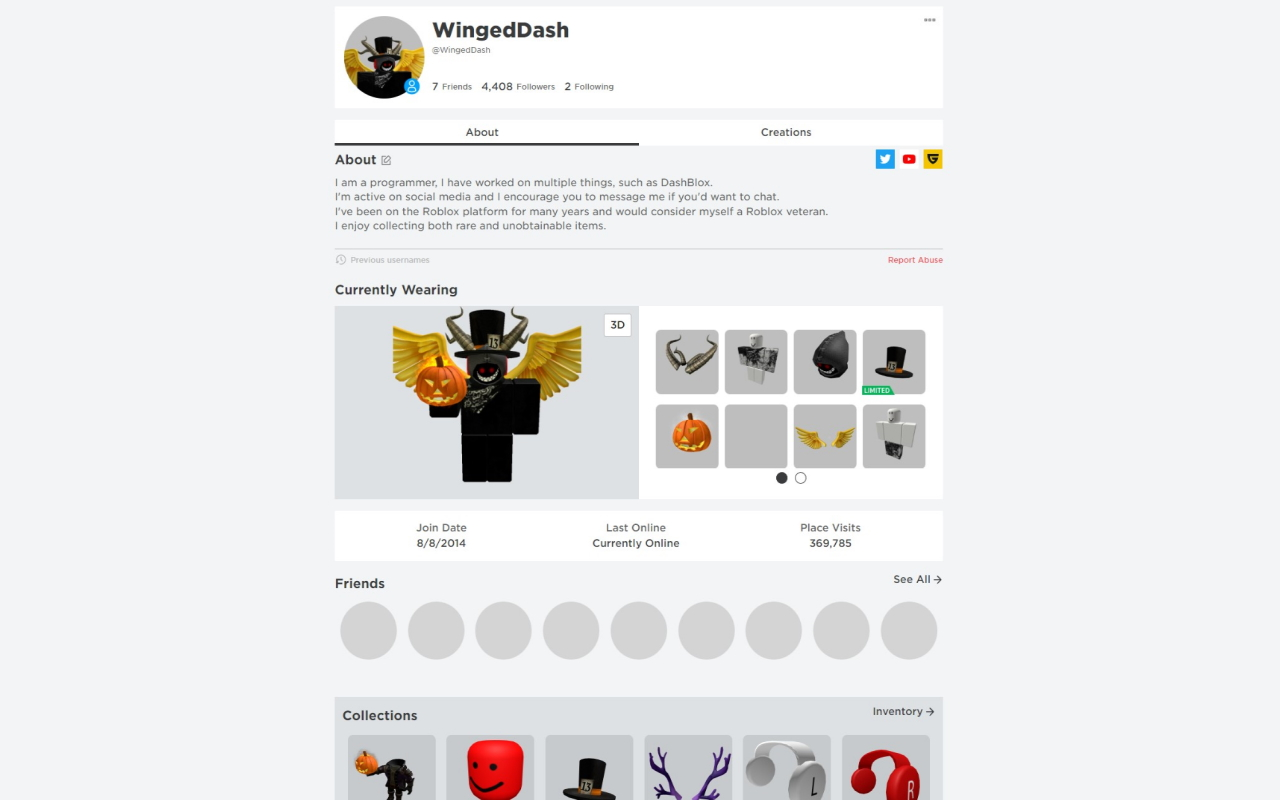 WingedDash
@WingedDash
7 Friends 4,408 Followers 2 Following
About Creations
About
I am a programmer, I have worked on multiple things, such as DashBlox.
I'm active on social media and I encourage you to message me if you'd want to chat.
I've been on the Roblox platform for many years and would consider myself a Roblox veteran.
I enjoy collecting both rare and unobtainable items.
Previous usernames Report Abuse
Currently Wearing
3D
13
LIMITED
Join Date Last Online Place Visits
8/8/2014 Currently Online 369,785
Friends See All
Collections Inventory
13 L R